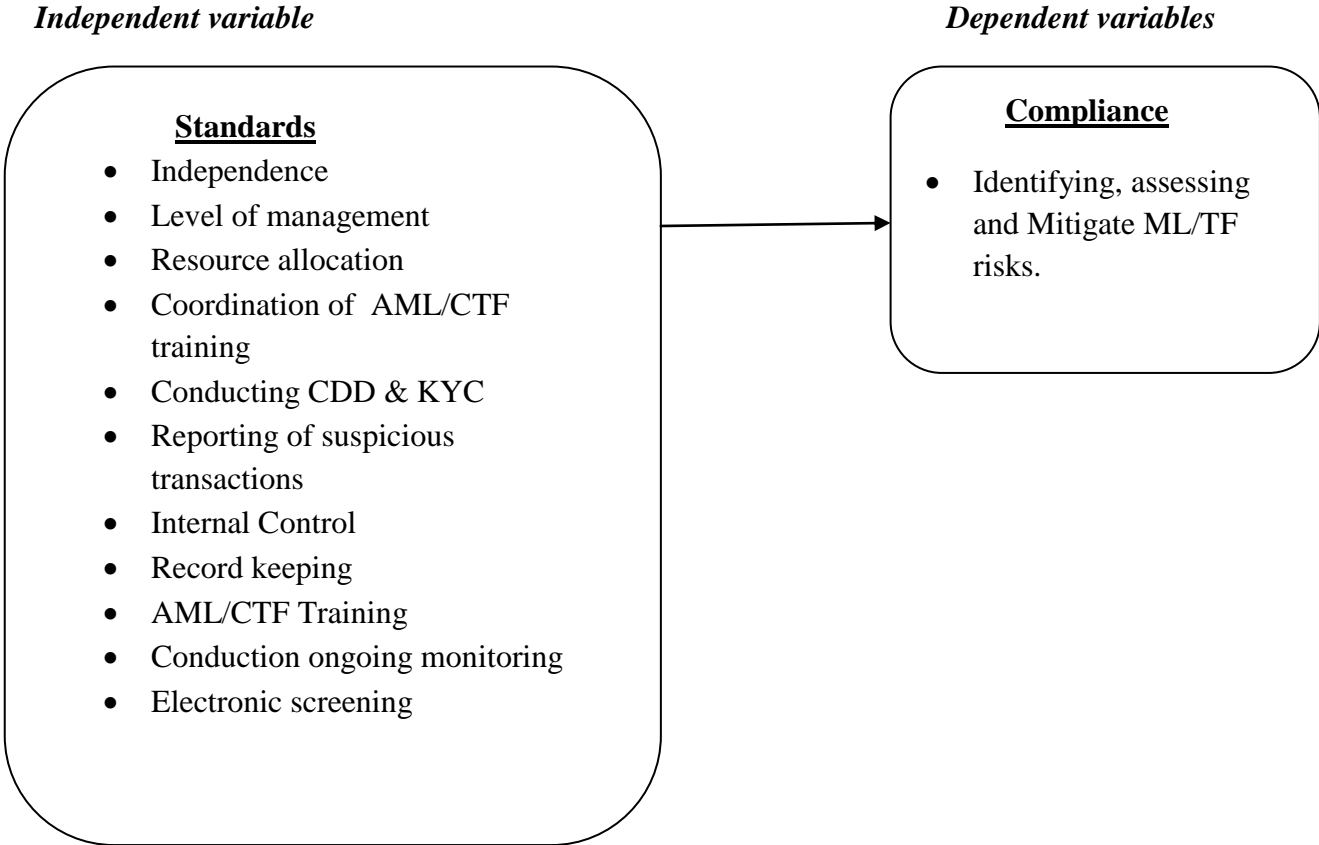 Independent variable
Dependent variables
Standards
• Independence
• Level of management
• Resource allocation
• Coordination of AML/CTF
training
• Conducting CDD & KYC
• Reporting of suspicious
transactions
• Internal Control
• Record keeping
• AML/CTF Training
• Conduction ongoing monitoring
• Electronic screening
Compliance
• Identifying, assessing
and Mitigate ML/TF
risks.